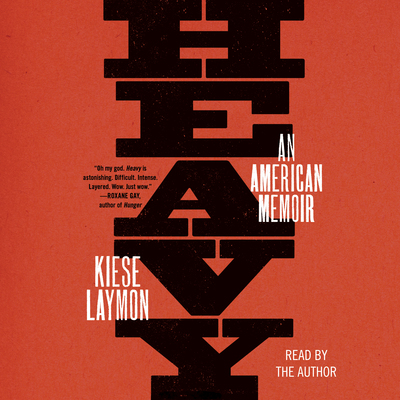 HEAVY
AN
AMERICAN
MEMOIR
"Oh my god. Heavy is
astonishing. Difficult. Intense.
Layered. Wow. Just wow."
—ROXANE GAY,
author of Hunger
KIESE
LAYMON
READ BY
THE AUTHOR